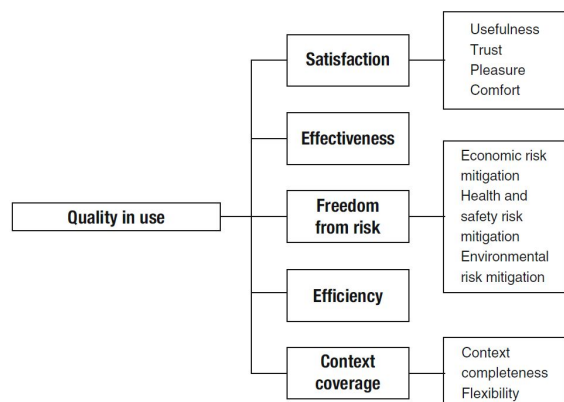 Quality in use
Satisfaction
Usefulness
Trust
Pleasure
Comfort
Effectiveness
Freedom
from risk
Economic risk
mitigation
Health and
safety risk
mitigation
Environmental
risk mitigation
Efficiency
Context
coverage
Context
completeness
Flexibility